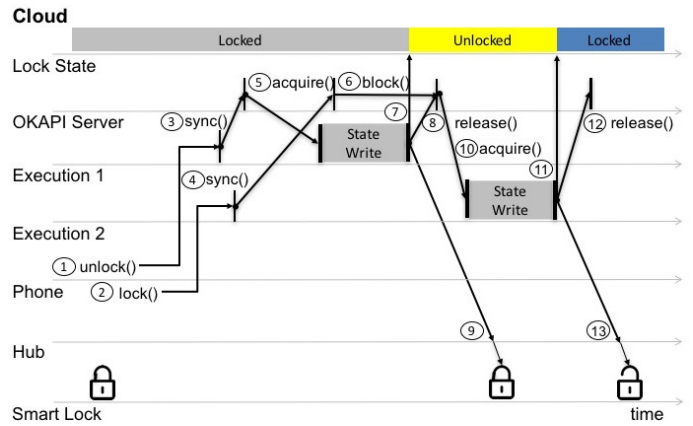 Cloud
Locked
Unlocked
Locked
Lock State
5 acquire()
6 block()
OKAPI Server
3 sync()
7
8
release()
12 release()
State
Write
10 acquire()
11
Execution 1
4 sync()
State
Write
Execution 2
1 unlock()
Phone
2 lock()
9
13
Hub
Smart Lock
time